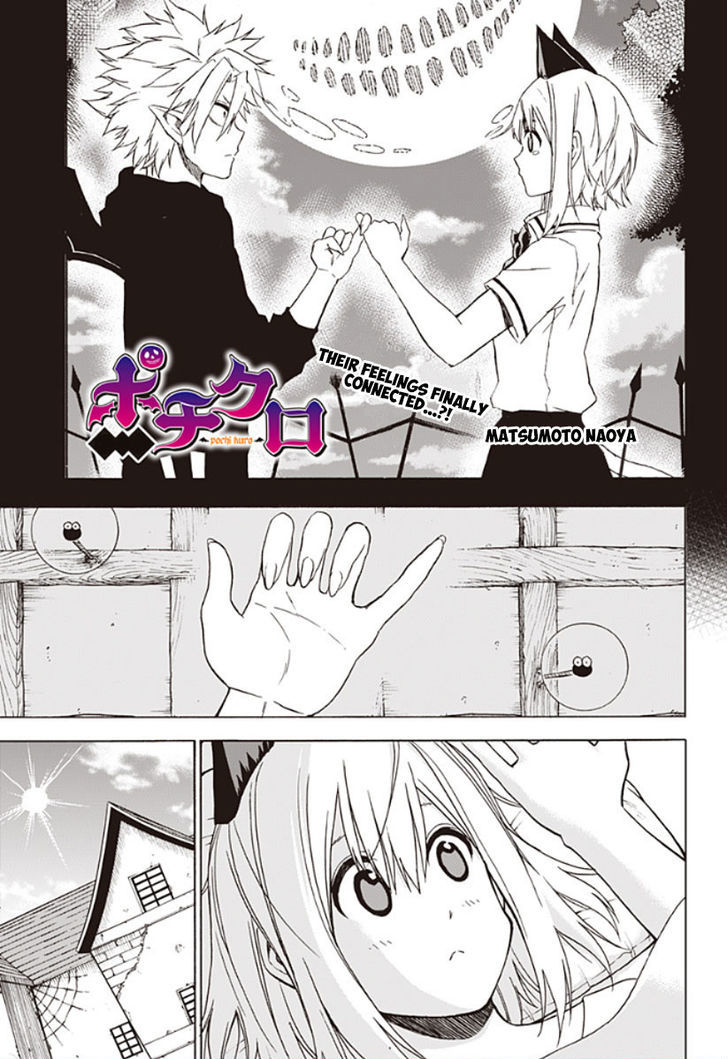 ポチクロ
pochi kuro
THEIR FEELINGS FINALLY
CONNECTED...?!
MATSUMOTO NAOYA